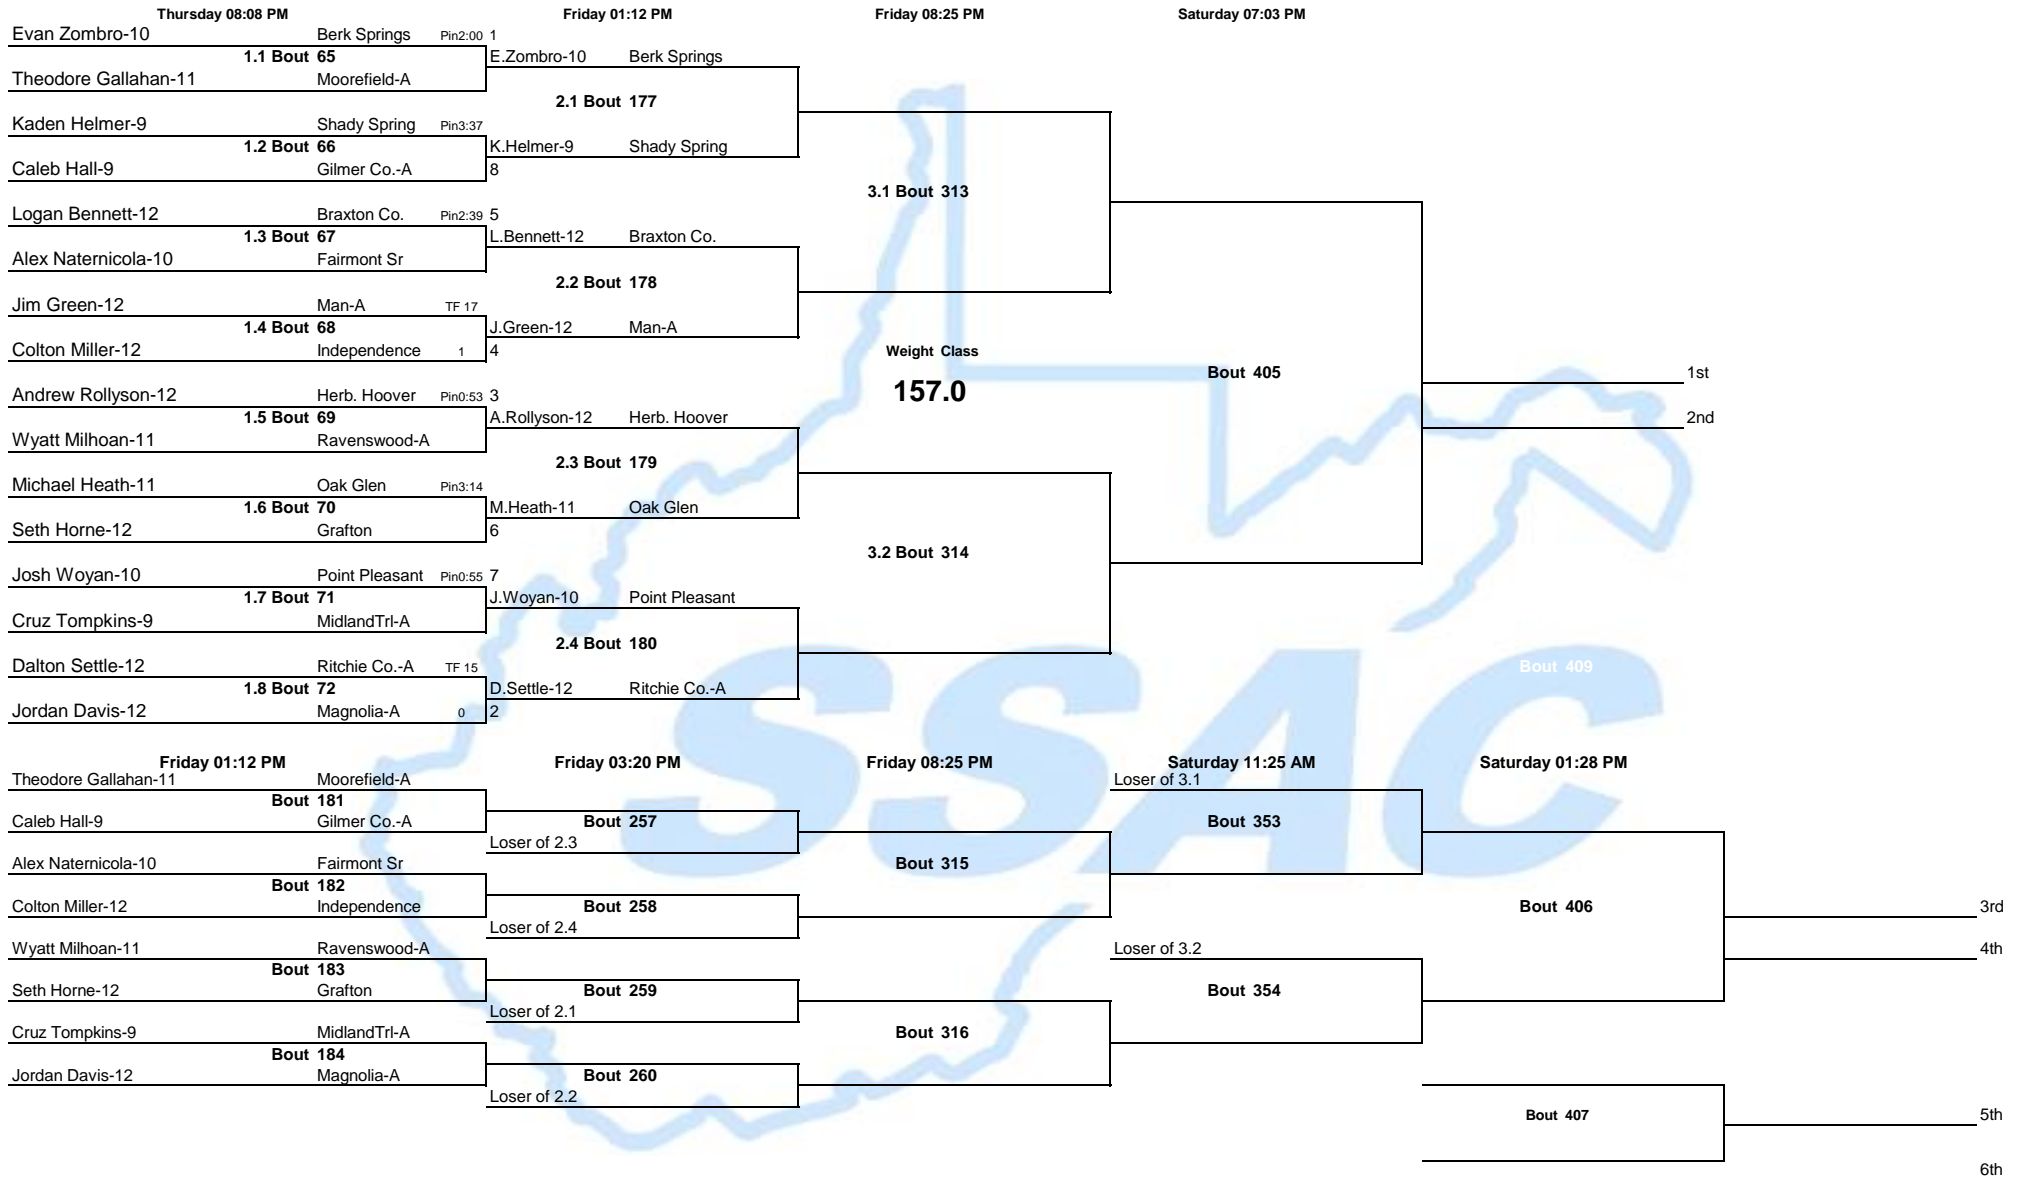 Thursday 08:08 PM Friday 01:12 PM Friday 08:25 PM Saturday 07:03 PM
Evan Zombro-10 Berk Springs Pin2:00 1
1.1 Bout 65 E.Zombro-10 Berk Springs
Theodore Gallahan-11 Moorefield-A
2.1 Bout 177
Kaden Helmer-9 Shady Spring Pin3:37
1.2 Bout 66 K.Helmer-9 Shady Spring
Caleb Hall-9 Gilmer Co.-A 8
3.1 Bout 313
Logan Bennett-12 Braxton Co. Pin2:39 5
1.3 Bout 67 L.Bennett-12 Braxton Co.
Alex Naternicola-10 Fairmont Sr
2.2 Bout 178
Jim Green-12 Man-A TF 17
1.4 Bout 68 J.Green-12 Man-A
Colton Miller-12 Independence 1 4 Weight Class
Bout 405 1st
157.0
Andrew Rollyson-12 Herb. Hoover Pin0:53 3
1.5 Bout 69 A.Rollyson-12 Herb. Hoover 2nd
Wyatt Milhoan-11 Ravenswood-A
2.3 Bout 179
Michael Heath-11 Oak Glen Pin3:14
1.6 Bout 70 M.Heath-11 Oak Glen
Seth Horne-12 Grafton 6
3.2 Bout 314
Josh Woyan-10 Point Pleasant Pin0:55 7
1.7 Bout 71 J.Woyan-10 Point Pleasant
Cruz Tompkins-9 MidlandTrl-A
2.4 Bout 180
Dalton Settle-12 Ritchie Co.-A TF 15 Bout 409
1.8 Bout 72 D.Settle-12 Ritchie Co.-A
Jordan Davis-12 Magnolia-A 0 2
SSAC
Friday 01:12 PM Friday 03:20 PM Friday 08:25 PM Saturday 11:25 AM Saturday 01:28 PM
Theodore Gallahan-11 Moorefield-A Loser of 3.1
Bout 181
Caleb Hall-9 Gilmer Co.-A Bout 257 Bout 353
Loser of 2.3
Alex Naternicola-10 Fairmont Sr Bout 315
Bout 182
Colton Miller-12 Independence Bout 258 Bout 406 3rd
Loser of 2.4
Wyatt Milhoan-11 Ravenswood-A Loser of 3.2 4th
Bout 183
Seth Horne-12 Grafton Bout 259 Bout 354
Loser of 2.1
Cruz Tompkins-9 MidlandTrl-A Bout 316
Bout 184
Jordan Davis-12 Magnolia-A Bout 260
Loser of 2.2
Bout 407 5th
6th